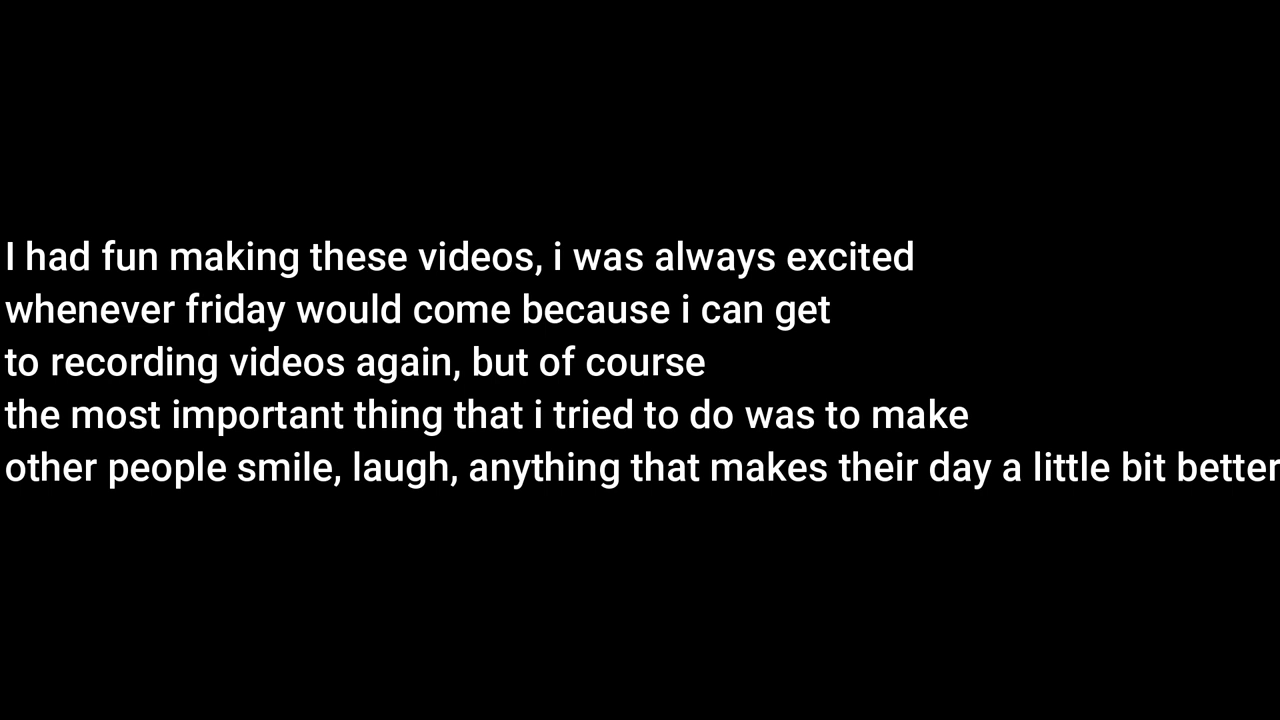 I had fun making these videos, i was always excited
whenever friday would come because i can get
to recording videos again, but of course
the most important thing that i tried to do was to make
other people smile, laugh, anything that makes their day a little bit better